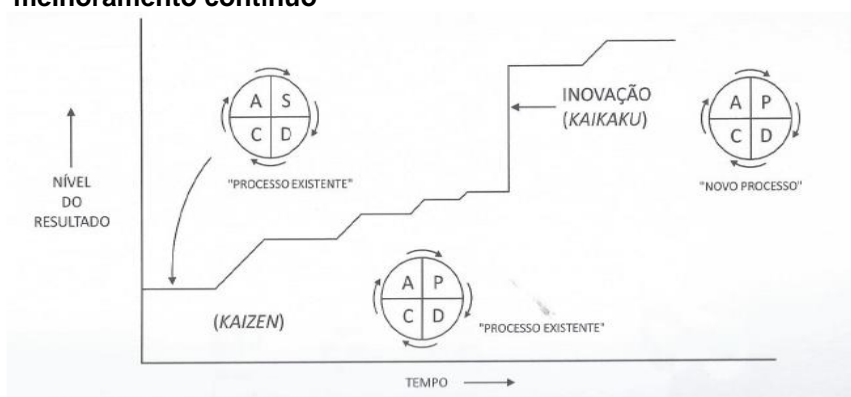 melhoramento contínuo
A S
C D
"PROCESSO EXISTENTE"
INOVAÇÃO
(KAIKAKU)
A P
C D
"NOVO PROCESSO"
NÍVEL
DO
RESULTADO
(KAIZEN)
A P
C D
"PROCESSO EXISTENTE"
TEMPO